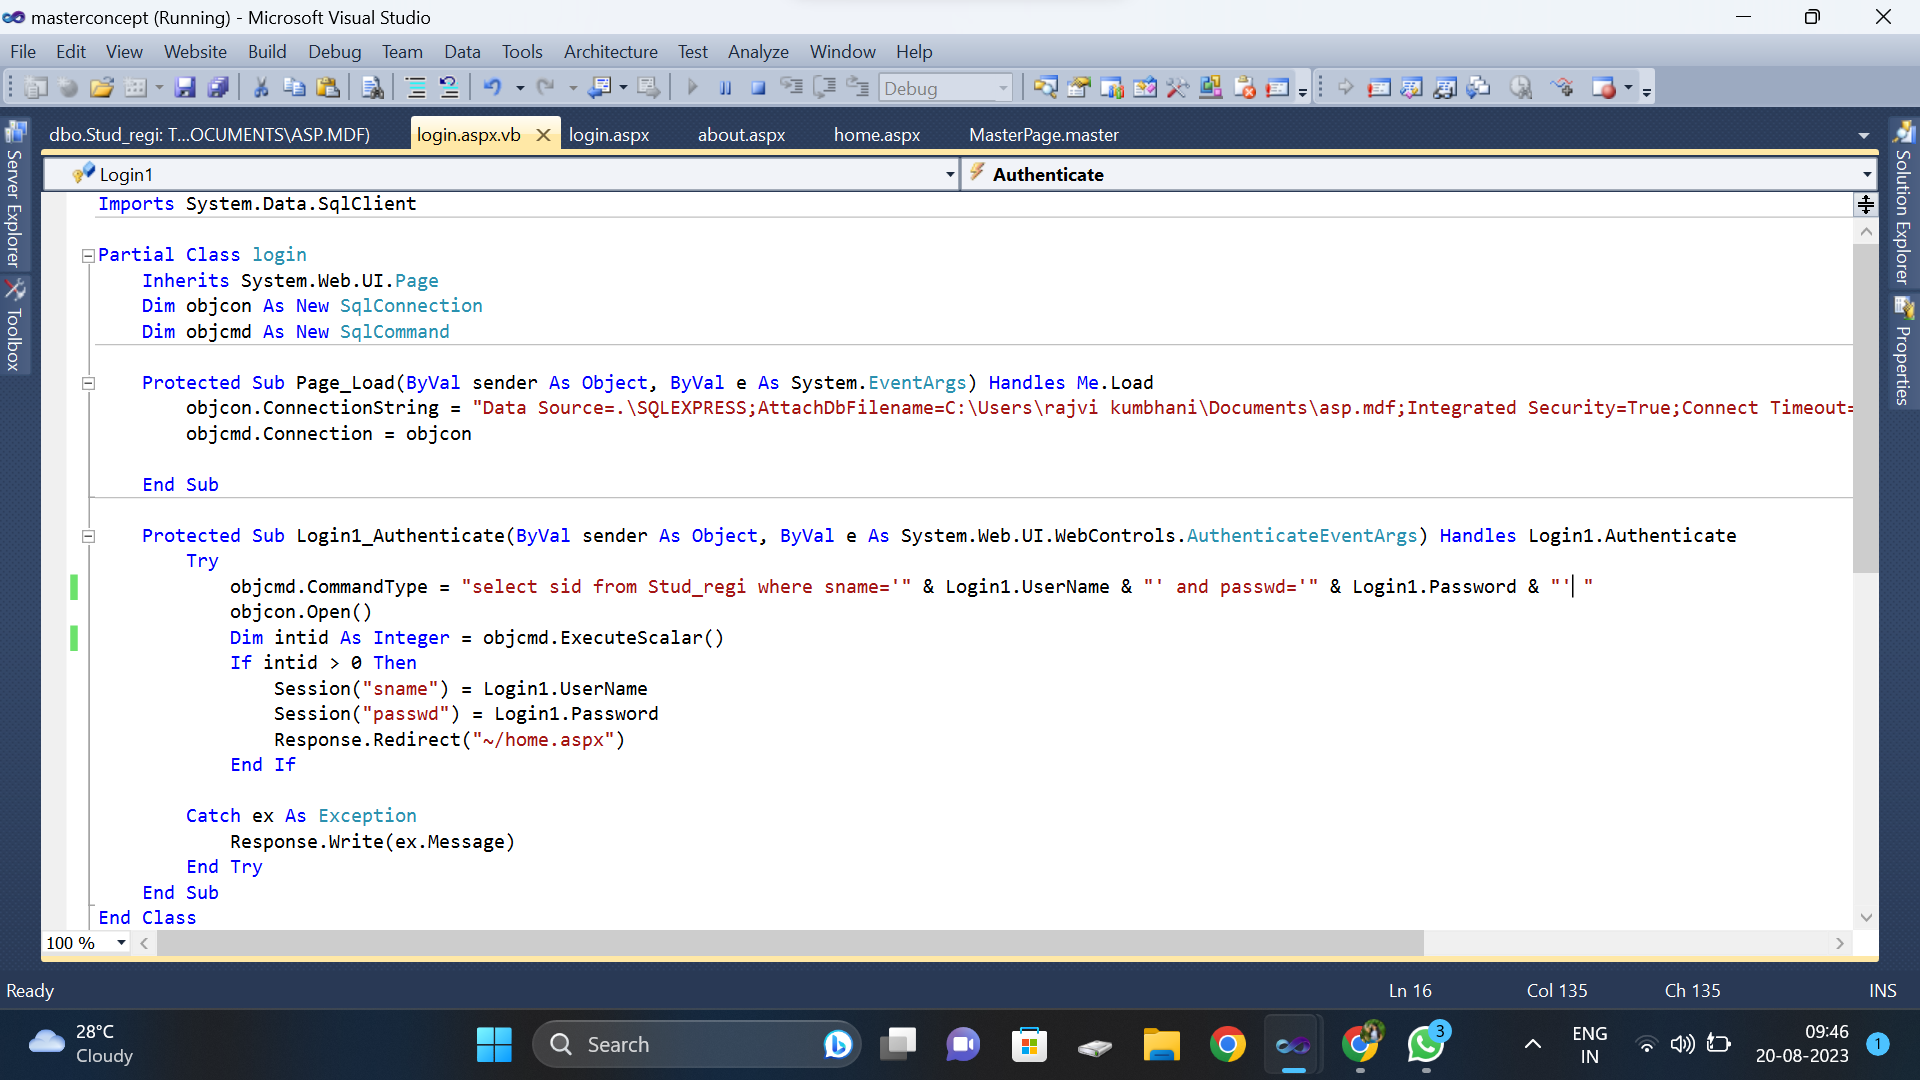 masterconcept (Running) - Microsoft Visual Studio
File Edit View Website Build Debug Team Data Tools Architecture Test Analyze Window Help
Debug
dbo.Stud_regi: T...OCUMENTS\ASP.MDF) login.aspx.vb login.aspx about.aspx home.aspx MasterPage.master
Login1 Authenticate
Server Explorer
Toolbox
Solution Explorer
Properties
Imports System.Data.SqlClient
Partial Class login
Inherits System.Web.UI.Page
Dim objcon As New SqlConnection
Dim objcmd As New SqlCommand
Protected Sub Page_Load(ByVal sender As Object, ByVal e As System.EventArgs) Handles Me.Load
objcon.ConnectionString = "Data Source=.\SQLEXPRESS;AttachDbFilename=C:\Users\rajvi kumbhani\Documents\asp.mdf;Integrated Security=True;Connect Timeout=
objcmd.Connection = objcon
End Sub
Protected Sub Login1_Authenticate(ByVal sender As Object, ByVal e As System.Web.UI.WebControls.AuthenticateEventArgs) Handles Login1.Authenticate
Try
objcmd.CommandType = "select sid from Stud_regi where sname='" & Login1.UserName & "' and passwd='" & Login1.Password & "' "
objcon.Open()
Dim intid As Integer = objcmd.ExecuteScalar()
If intid > 0 Then
Session("sname") = Login1.UserName
Session("passwd") = Login1.Password
Response.Redirect("~/home.aspx")
End If
Catch ex As Exception
Response.Write(ex.Message)
End Try
End Sub
End Class
100 %
Ready Ln 16 Col 135 Ch 135 INS
28°C
Cloudy
Search
3
ENG
IN
09:46
20-08-2023
1